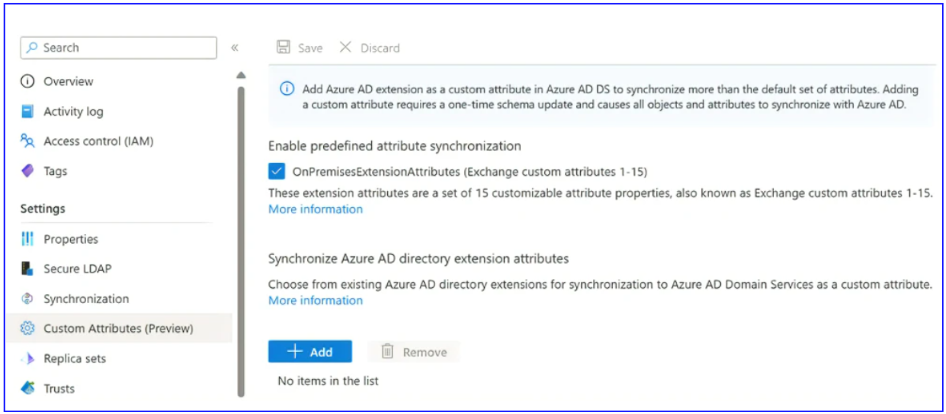 Search
«
Overview
Activity log
Access control (IAM)
Tags
Settings
Properties
Secure LDAP
Synchronization
Custom Attributes (Preview)
Replica sets
Trusts
Save Discard
Add Azure AD extension as a custom attribute in Azure AD DS to synchronize more than the default set of attributes. Adding
a custom attribute requires a one-time schema update and causes all objects and attributes to synchronize with Azure AD.
Enable predefined attribute synchronization
OnPremisesExtensionAttributes (Exchange custom attributes 1-15)
These extension attributes are a set of 15 customizable attribute properties, also known as Exchange custom attributes 1-15.
More information
Synchronize Azure AD directory extension attributes
Choose from existing Azure AD directory extensions for synchronization to Azure AD Domain Services as a custom attribute.
More information
Add Remove
No items in the list